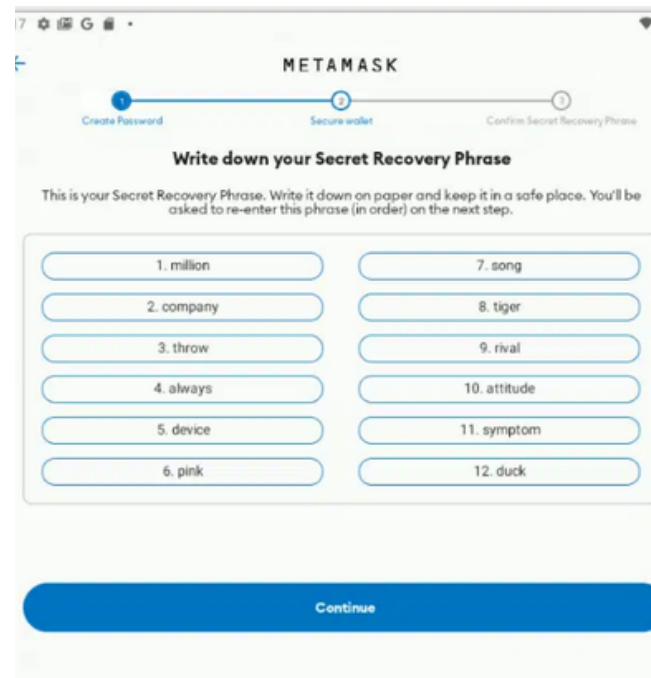 17 G
METAMASK
1 2 3
Create Password Secure wallet Confirm Secret Recovery Phrase
Write down your Secret Recovery Phrase
This is your Secret Recovery Phrase. Write it down on paper and keep it in a safe place. You'll be
asked to re-enter this phrase (in order) on the next step.
1. million 7. song
2. company 8. tiger
3. throw 9. rival
4. always 10. attitude
5. device 11. symptom
6. pink 12. duck
Continue